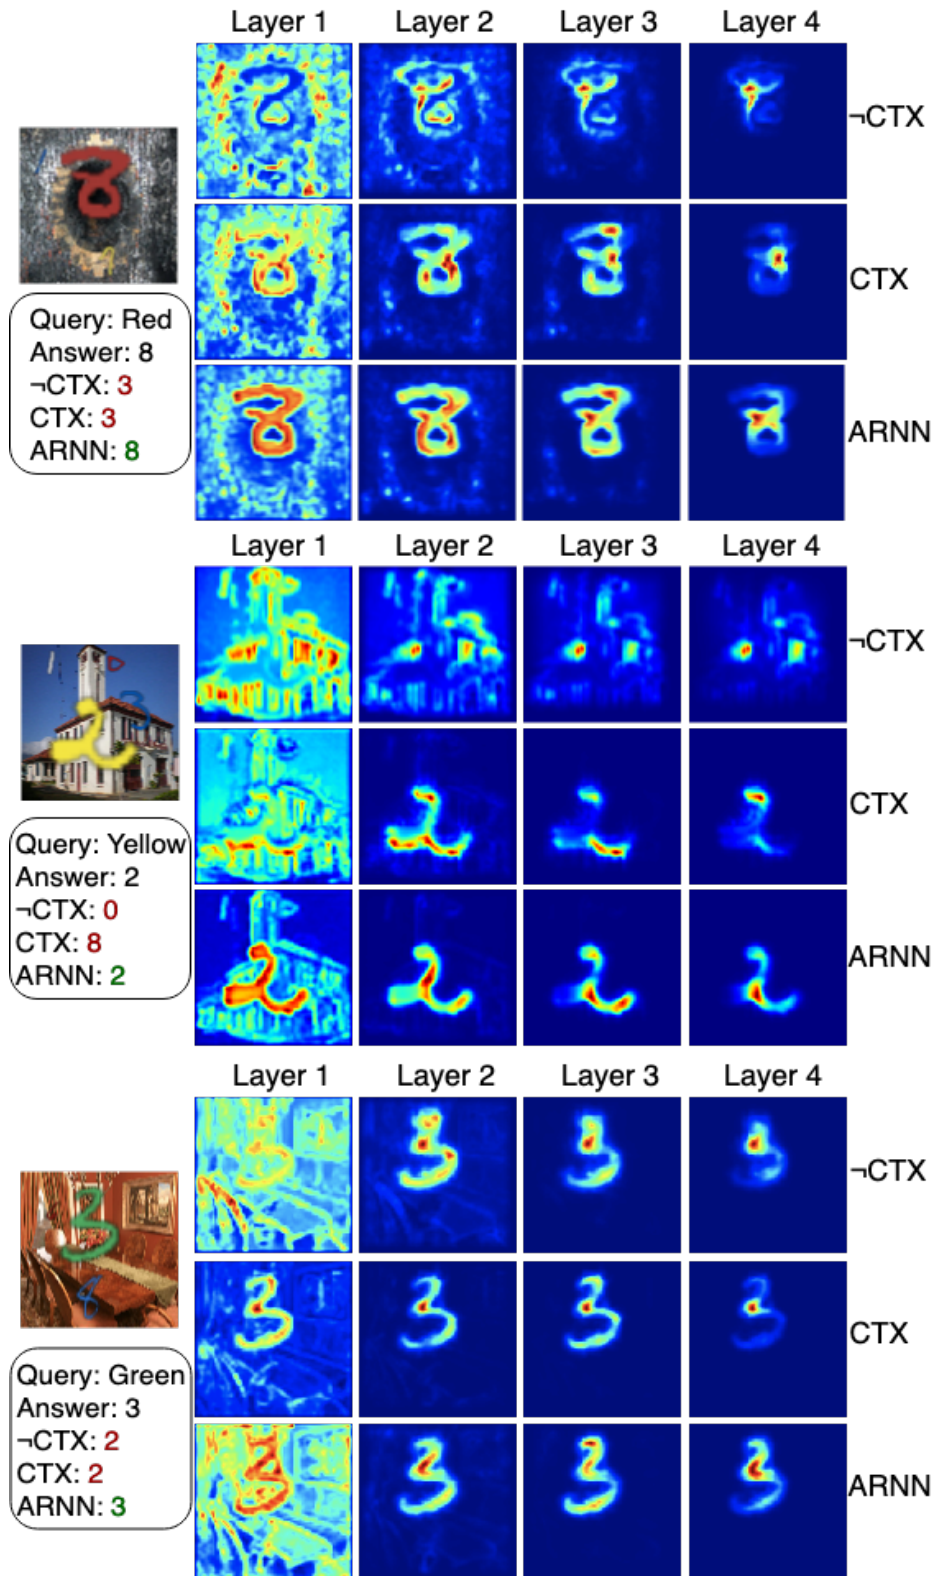 Layer 1 Layer 2 Layer 3 Layer 4
¬CTX
CTX
ARNN
Query: Red
Answer: 8
¬CTX: 3
CTX: 3
ARNN: 8
Layer 1 Layer 2 Layer 3 Layer 4
¬CTX
CTX
ARNN
Query: Yellow
Answer: 2
¬CTX: 0
CTX: 8
ARNN: 2
Layer 1 Layer 2 Layer 3 Layer 4
¬CTX
CTX
ARNN
Query: Green
Answer: 3
¬CTX: 2
CTX: 2
ARNN: 3